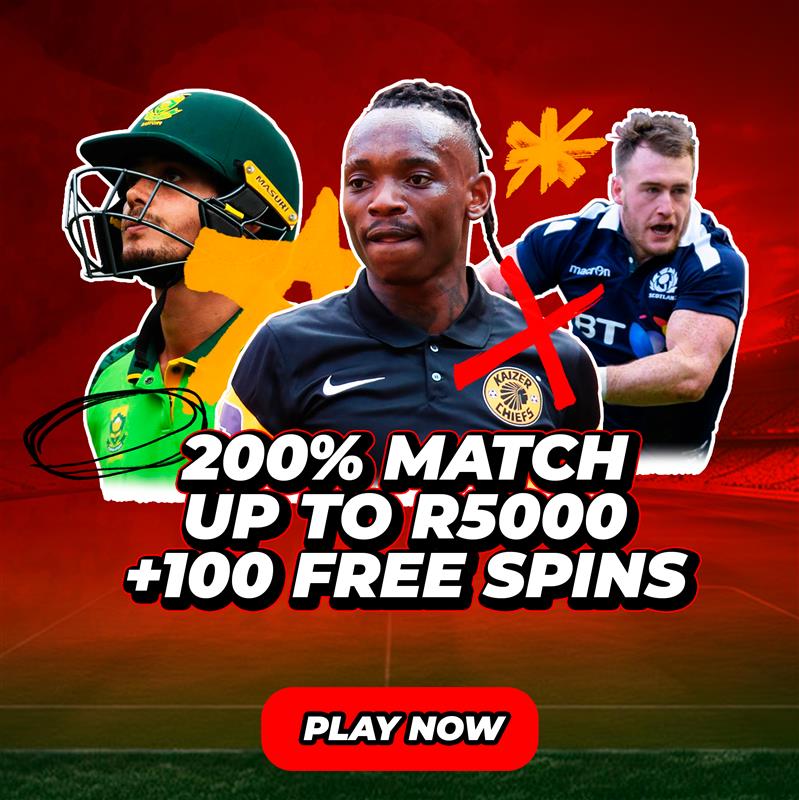 MASURI
macron
SCOTLAND
BT
KAIZER
CHIEFS
200% MATCH
UP TO R5000
+100 FREE SPINS
PLAY NOW